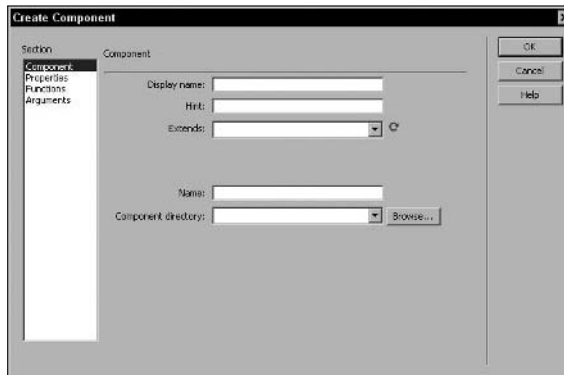 Create Component
Section
Component
Properties
Functions
Arguments
Component
Display name:
Hint:
Extends:
Name:
Component directory:
Browse...
OK
Cancel
Help